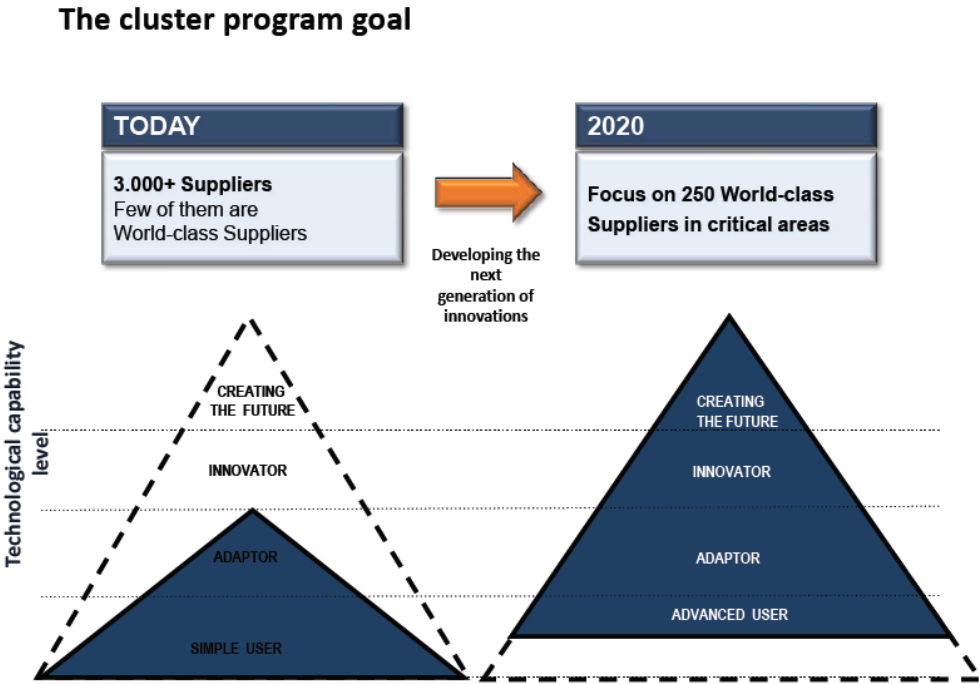 The cluster program goal
TODAY
3.000+ Suppliers
Few of them are
World-class Suppliers
Developing the
next
generation of
innovations
2020
Focus on 250 World-class
Suppliers in critical areas
Technological capability
level
CREATING
THE FUTURE
INNOVATOR
ADAPTOR
SIMPLE USER
CREATING
THE FUTURE
INNOVATOR
ADAPTOR
ADVANCED USER